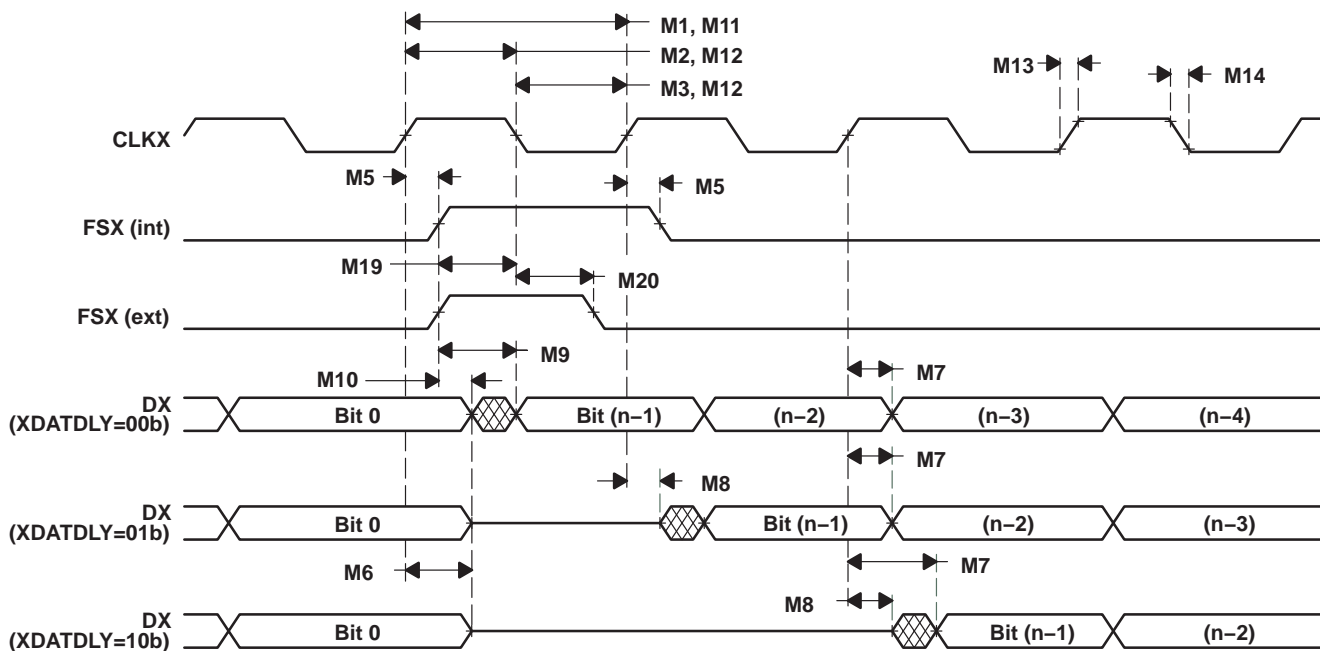 M1, M11
M2, M12
M13
M14
M3, M12
CLKX
M5
M5
FSX (int)
M19
M20
FSX (ext)
M9
M10
M7
DX
(XDATDLY=00b)
Bit 0
Bit (n–1)
(n–2)
(n–3)
(n–4)
M7
M8
DX
(XDATDLY=01b)
Bit 0
Bit (n–1)
(n–2)
(n–3)
M6
M7
M8
DX
(XDATDLY=10b)
Bit 0
Bit (n–1)
(n–2)